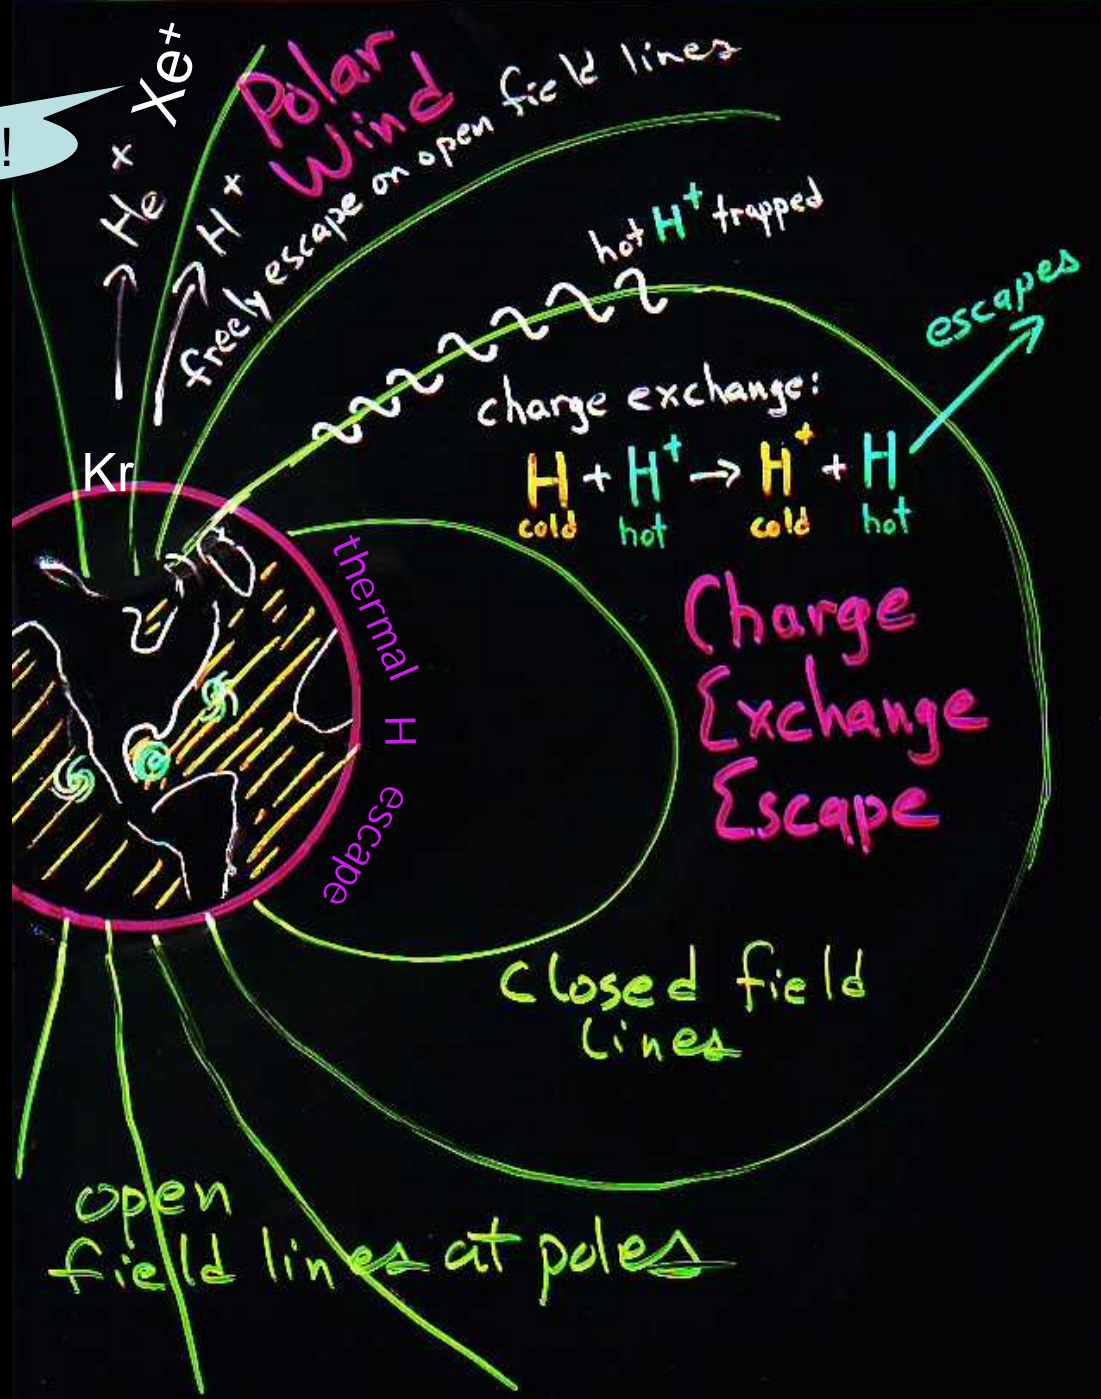 Xe+
!
He+
H+
Polar
Wind
freely escape on open field lines
hot H+ trapped
escapes
charge exchange:
H + H+ → H+ + H
cold hot cold hot
Kr
thermal H escape
Charge
Exchange
Escape
closed field
lines
open
field lines at poles